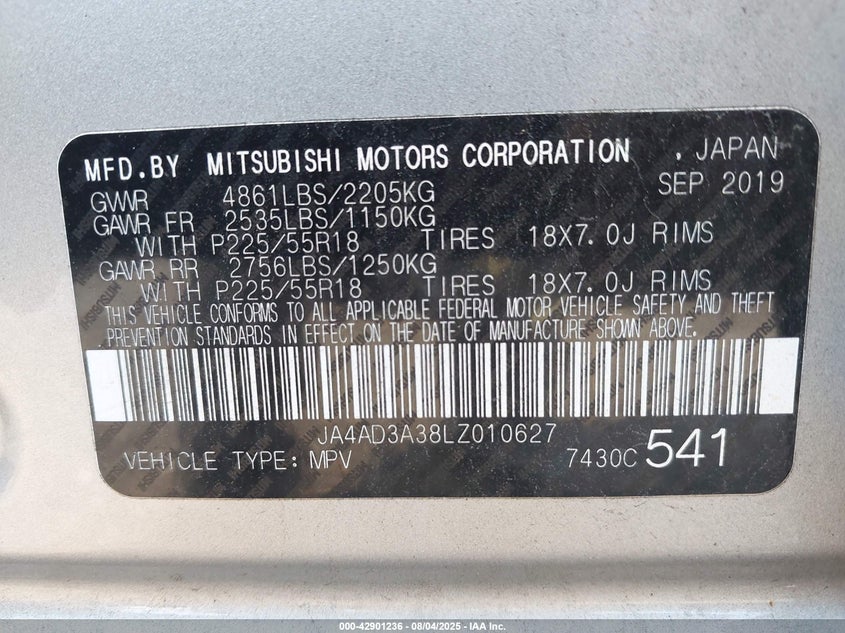 MFD.BY MITSUBISHI MOTORS CORPORATION . JAPAN
SEP 2019
GVWR 4861LBS/2205KG
GAWR FR 2535LBS/1150KG
WITH P225/55R18 TIRES 18X7.0J RIMS
GAWR RR 2756LBS/1250KG
WITH P225/55R18 TIRES 18X7.0J RIMS
THIS VEHICLE CONFORMS TO ALL APPLICABLE FEDERAL MOTOR VEHICLE SAFETY AND THEFT
PREVENTION STANDARDS IN EFFECT ON THE DATE OF MANUFACTURE SHOWN ABOVE.
JA4AD3A38LZ010627
VEHICLE TYPE: MPV 7430C 541
000-42901236 - 08/04/2025 - IAA Inc.